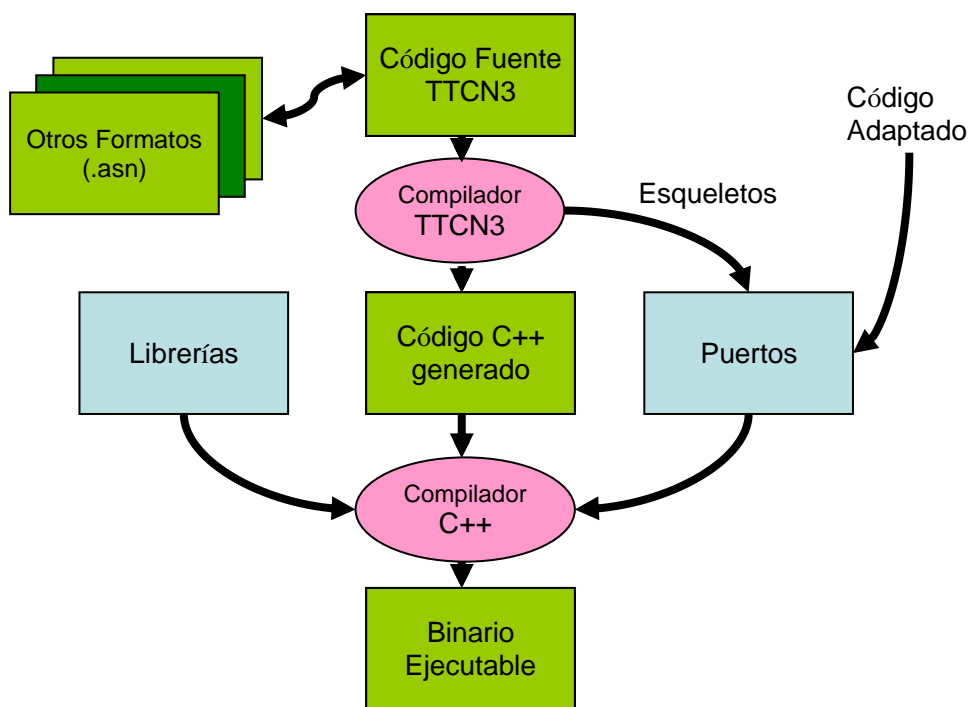 Código Fuente
TTCN3
Otros Formatos
(.asn)
Código
Adaptado
Compilador
TTCN3
Esqueletos
Librerías
Código C++
generado
Puertos
Compilador
C++
Binario
Ejecutable